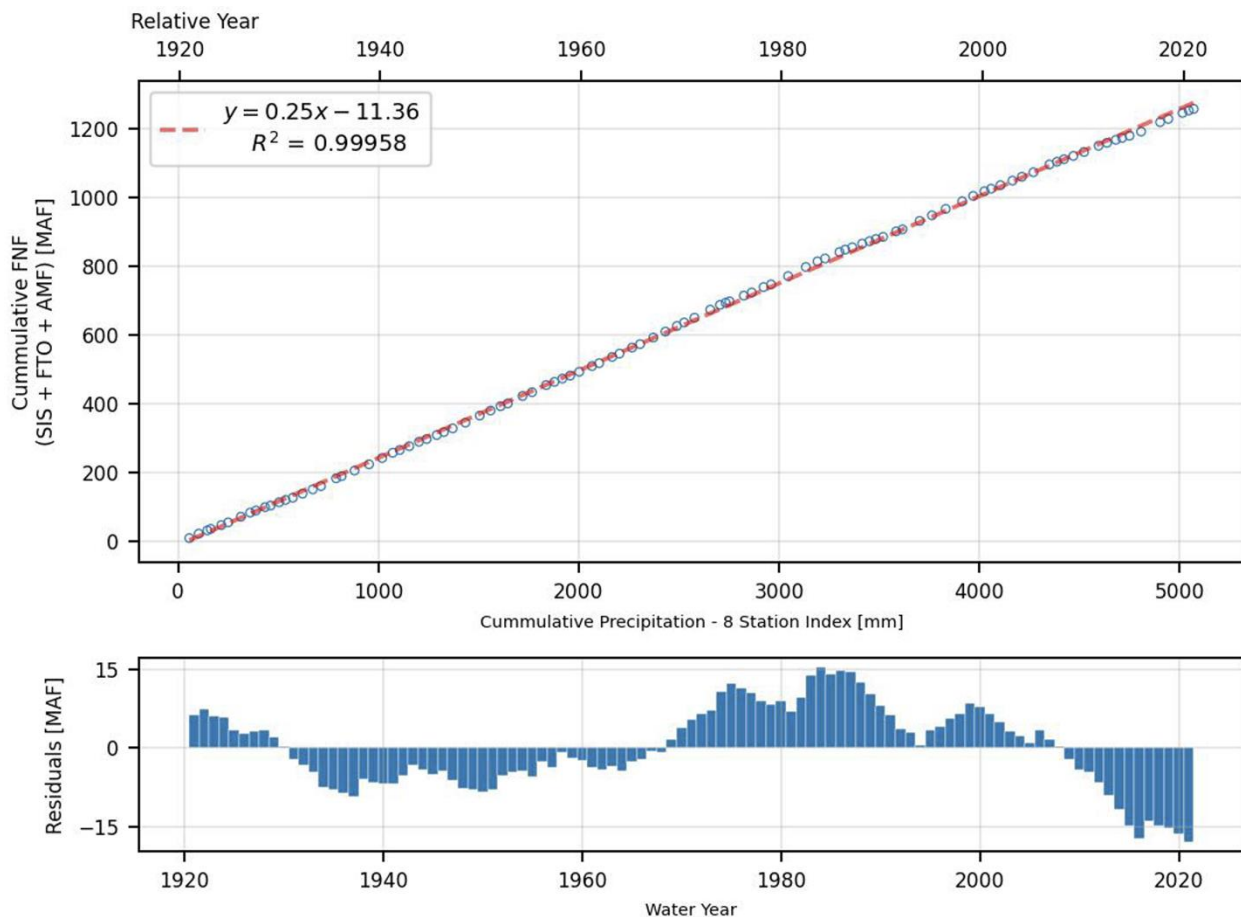 Relative Year
1920 1940 1960 1980 2000 2021
y = 0.25x − 11.36
R² = 0.99958
1200
1000
800
600
400
200
0
Cummulative FNF
(SIS + FTO + AMF) [MAF]
0 1000 2000 3000 4000 5000
Cummulative Precipitation - 8 Station Index [mm]
15
0
−15
Residuals [MAF]
1920 1940 1960 1980 2000 2020
Water Year